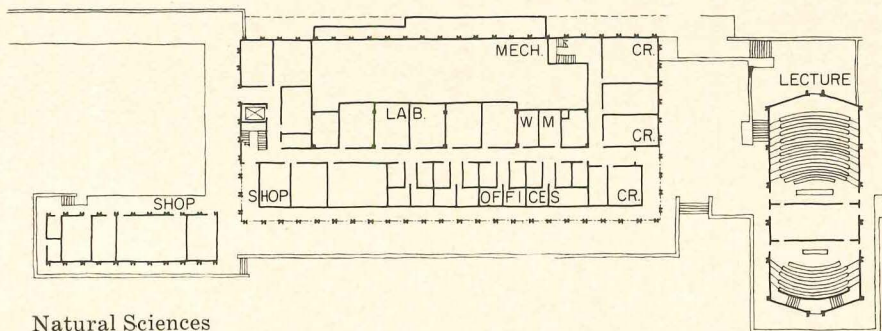 MECH. CR.
LECTURE
LAB. W M
CR.
SHOP OFFICES CR.
SHOP
Natural Sciences